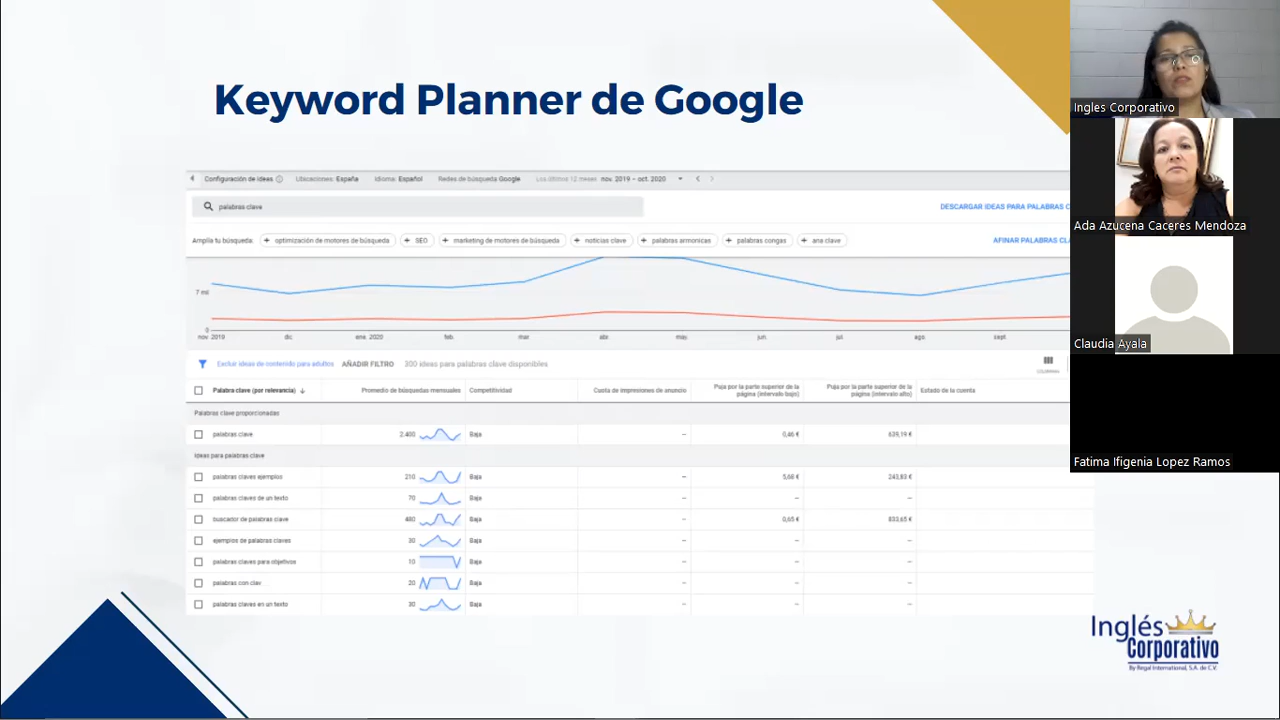 Keyword Planner de Google
Configuración de ideas Ubicaciones: España Idioma: Español Redes de búsqueda Google Los últimos 12 meses nov. 2019 – oct. 2020
palabras clave
DESCARGAR IDEAS PARA PALABRAS C
Amplía tu búsqueda: + optimización de motores de búsqueda + SEO + marketing de motores de búsqueda + noticias clave + palabras armonicas + palabras congas + ana clave
AFINAR PALABRAS CLA
7 mil
0
nov. 2019 dic. ene. 2020 feb. mar abr. may. jun. jul. ago. sept
Excluir ideas de contenido para adultos AÑADIR FILTRO 300 ideas para palabras clave disponibles
COLUMNAS
Palabra clave (por relevancia) ↓ Promedio de búsquedas mensuales Competitividad Cuota de impresiones de anuncio Puja por la parte superior de la página (intervalo bajo) Puja por la parte superior de la página (intervalo alto) Estado de la cuenta
Palabras clave proporcionadas
palabras clave 2.400 Baja – 0,46 € 639,19 €
Ideas para palabras clave
palabras claves ejemplos 210 Baja – 5,68 € 243,83 €
palabras claves de un texto 70 Baja – – –
buscador de palabras clave 480 Baja – 0,65 € 833,65 €
ejemplos de palabras claves 30 Baja – – –
palabras claves para objetivos 10 Baja – – –
palabras con clav 20 Baja – – –
palabras claves en un texto 30 Baja – – –
Ingles Corporativo
Ada Azucena Caceres Mendoza
Claudia Ayala
Fatima Ifigenia Lopez Ramos
Inglés
Corporativo
By Regal International, S.A. de C.V.